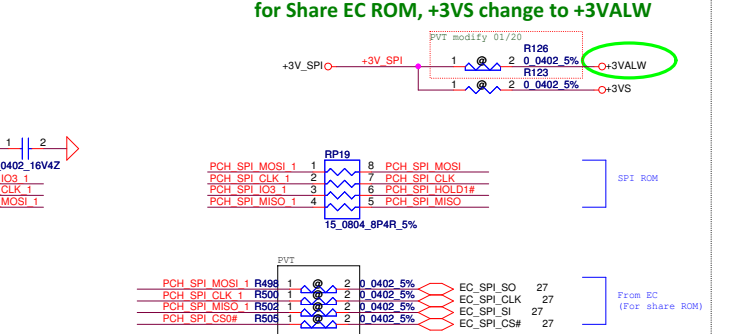 for Share EC ROM, +3VS change to +3VALW
PVT modify 01/20
R126
+3V_SPI +3V_SPI 1 @ 2 0_0402_5% +3VALW
R123
1 @ 2 0_0402_5% +3VS
1 2
0402_16V4Z
IO3_1
CLK_1
MOSI_1
RP19
PCH_SPI_MOSI_1 1 8 PCH_SPI_MOSI
PCH_SPI_CLK_1 2 7 PCH_SPI_CLK
PCH_SPI_IO3_1 3 6 PCH_SPI_HOLD1#
PCH_SPI_MISO_1 4 5 PCH_SPI_MISO
15_0804_8P4R_5%
SPI ROM
PVT
PCH_SPI_MOSI_1 R498 1 @ 2 0_0402_5% EC_SPI_SO 27
PCH_SPI_CLK_1 R500 1 @ 2 0_0402_5% EC_SPI_CLK 27
PCH_SPI_MISO_1 R502 1 @ 2 0_0402_5% EC_SPI_SI 27
PCH_SPI_CS0# R505 1 @ 2 0_0402_5% EC_SPI_CS# 27
From EC
(For share ROM)